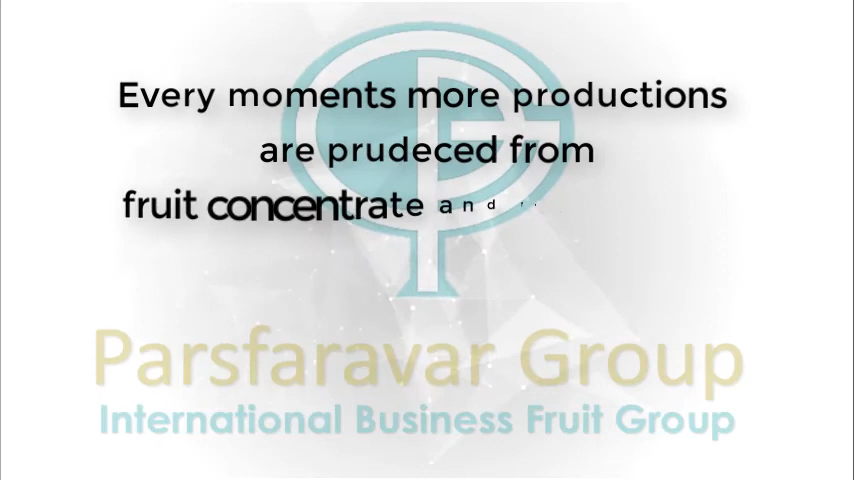 Every moments more productions
are prudeced from
fruit concentrate and
Parsfaravar Group
International Business Fruit Group